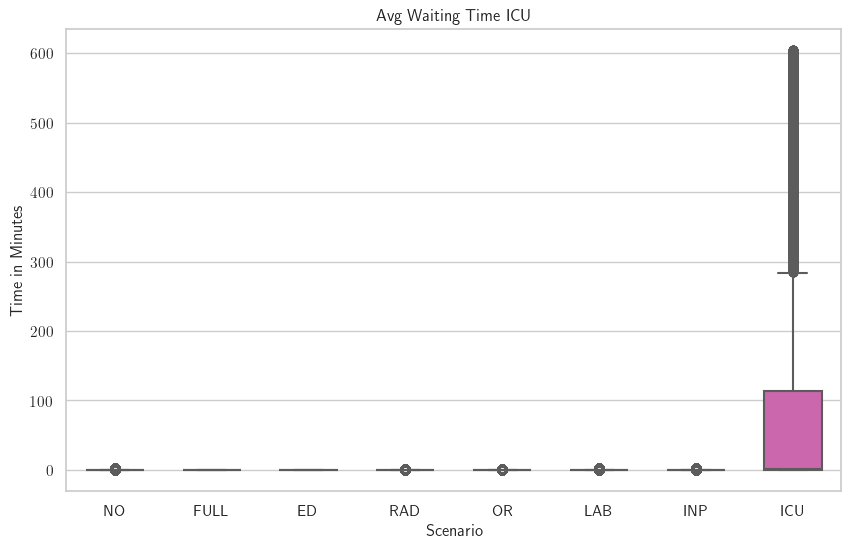 Avg Waiting Time ICU
Time in Minutes
600
500
400
300
200
100
0
NO FULL ED RAD OR LAB INP ICU
Scenario